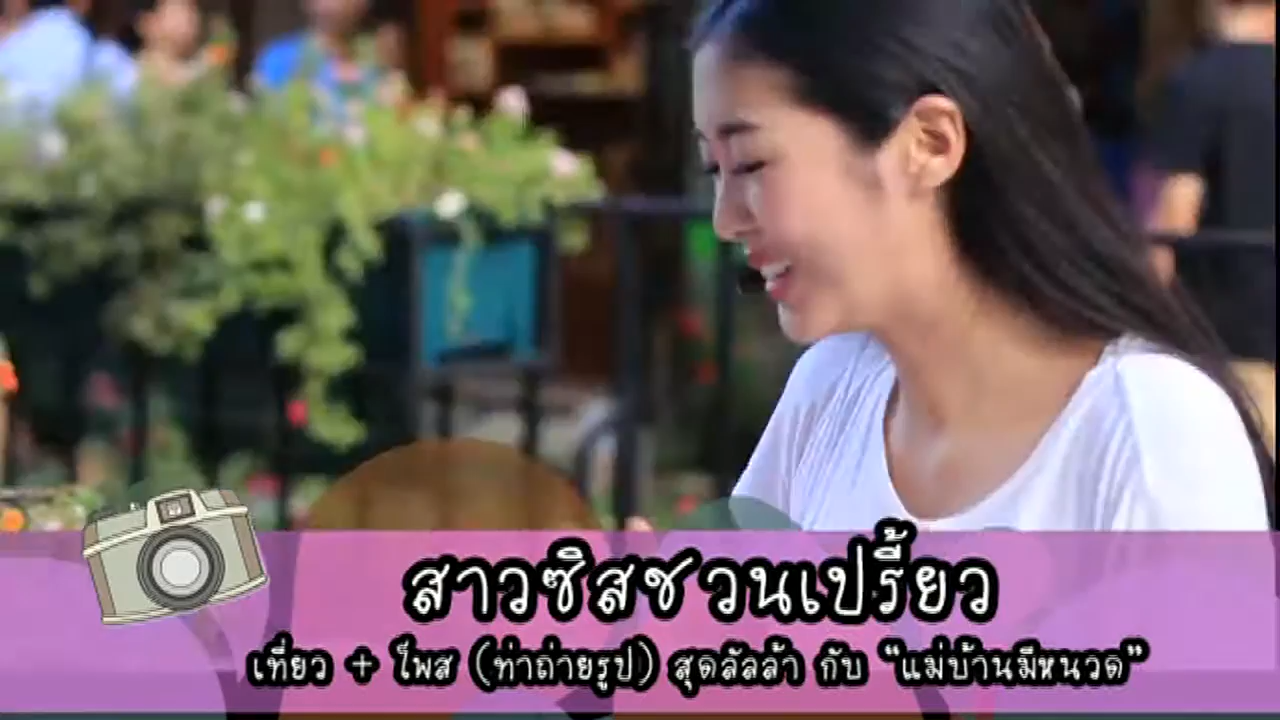 สาวซิสชวนเปรี้ยว
เที่ยว + โพส (ท่าถ่ายรูป) สุดลัลล้า กับ “แม่บ้านมีหนวด”